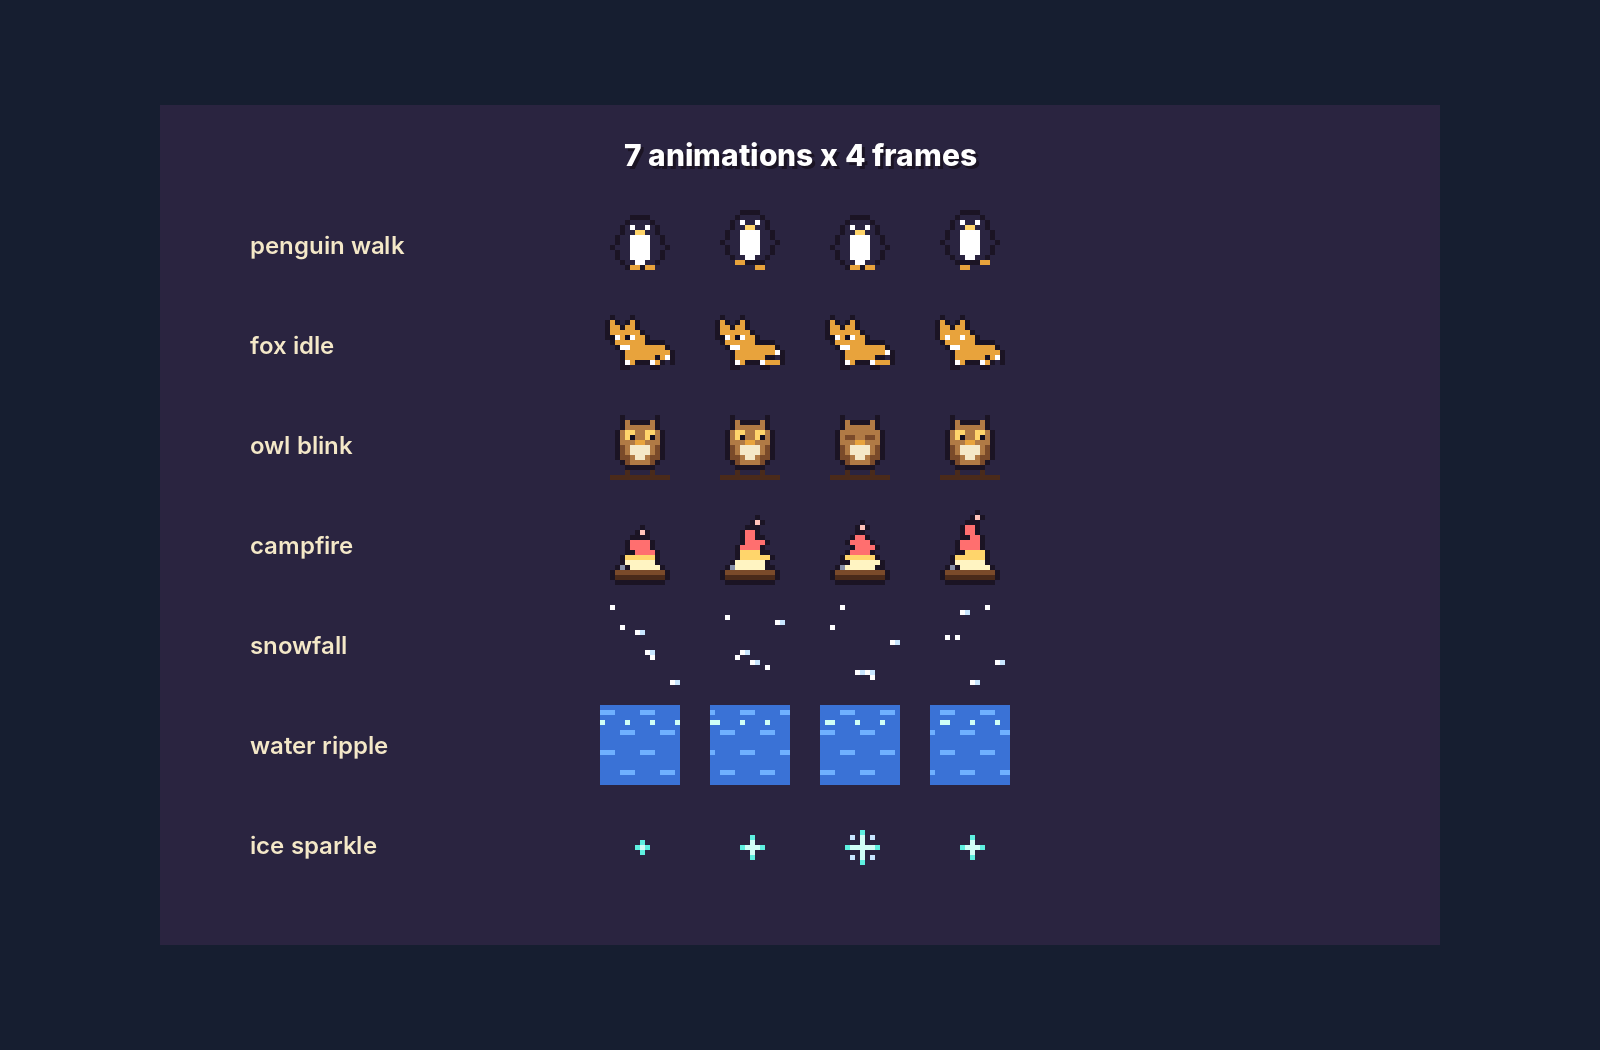 7 animations x 4 frames
penguin walk
fox idle
owl blink
campfire
snowfall
water ripple
ice sparkle